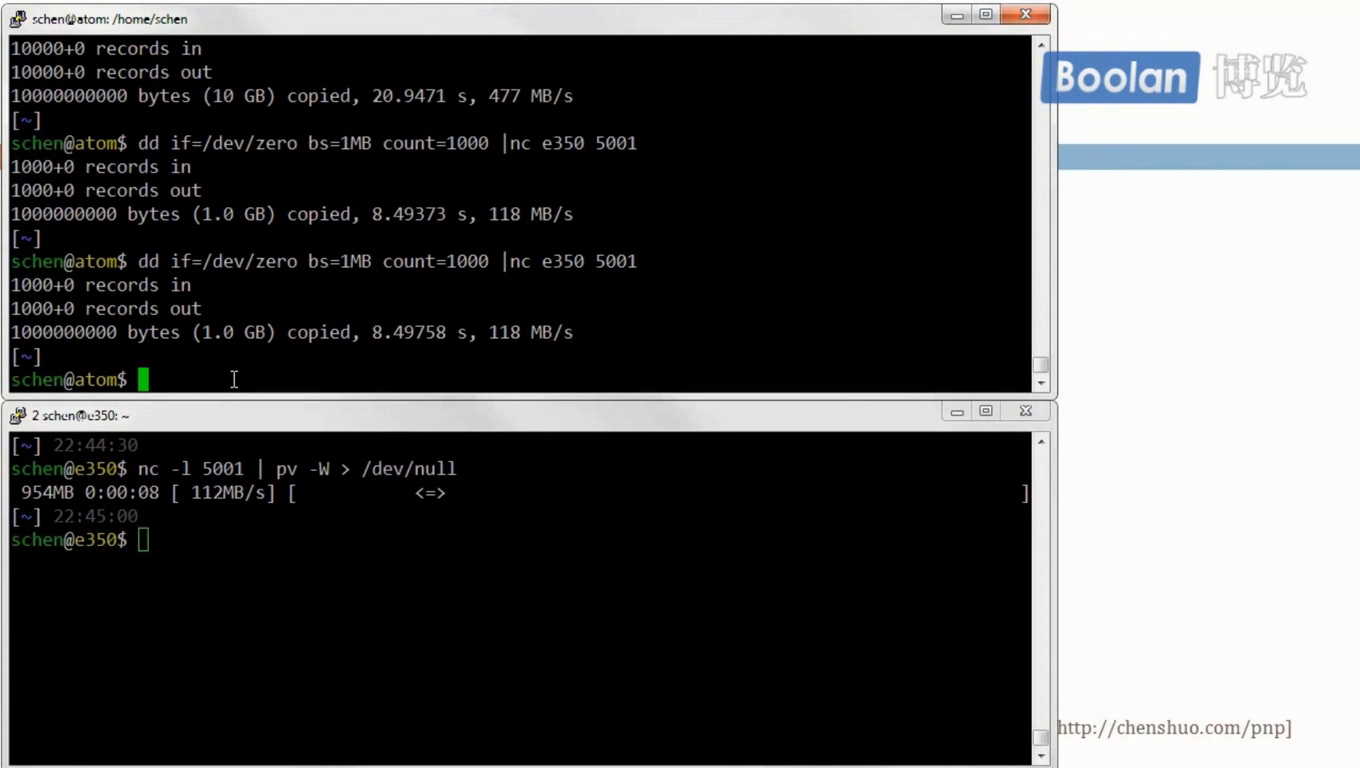 schen@atom: /home/schen
10000+0 records in
10000+0 records out
10000000000 bytes (10 GB) copied, 20.9471 s, 477 MB/s
[~]
schen@atom$ dd if=/dev/zero bs=1MB count=1000 |nc e350 5001
1000+0 records in
1000+0 records out
1000000000 bytes (1.0 GB) copied, 8.49373 s, 118 MB/s
[~]
schen@atom$ dd if=/dev/zero bs=1MB count=1000 |nc e350 5001
1000+0 records in
1000+0 records out
1000000000 bytes (1.0 GB) copied, 8.49758 s, 118 MB/s
[~]
schen@atom$
Boolan 博览
2 schen@e350: ~
[~] 22:44:30
schen@e350$ nc -l 5001 | pv -W > /dev/null
954MB 0:00:08 [ 112MB/s] [ <=> ]
[~] 22:45:00
schen@e350$
http://chenshuo.com/pnp]